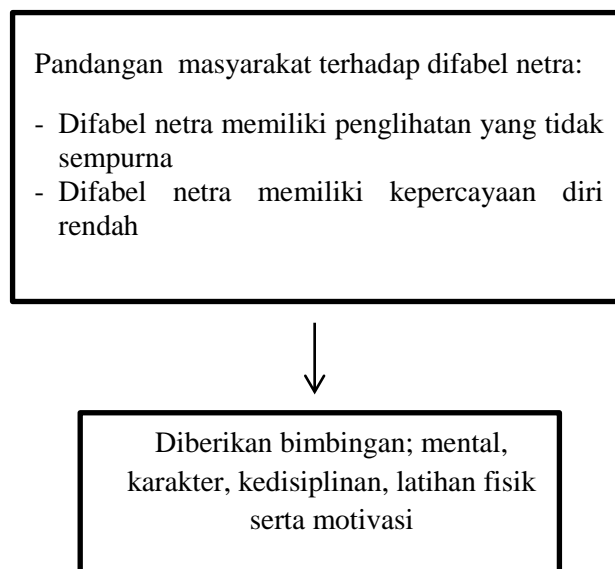 Pandangan masyarakat terhadap difabel netra:
- Difabel netra memiliki penglihatan yang tidak
sempurna
- Difabel netra memiliki kepercayaan diri
rendah
Diberikan bimbingan; mental,
karakter, kedisiplinan, latihan fisik
serta motivasi